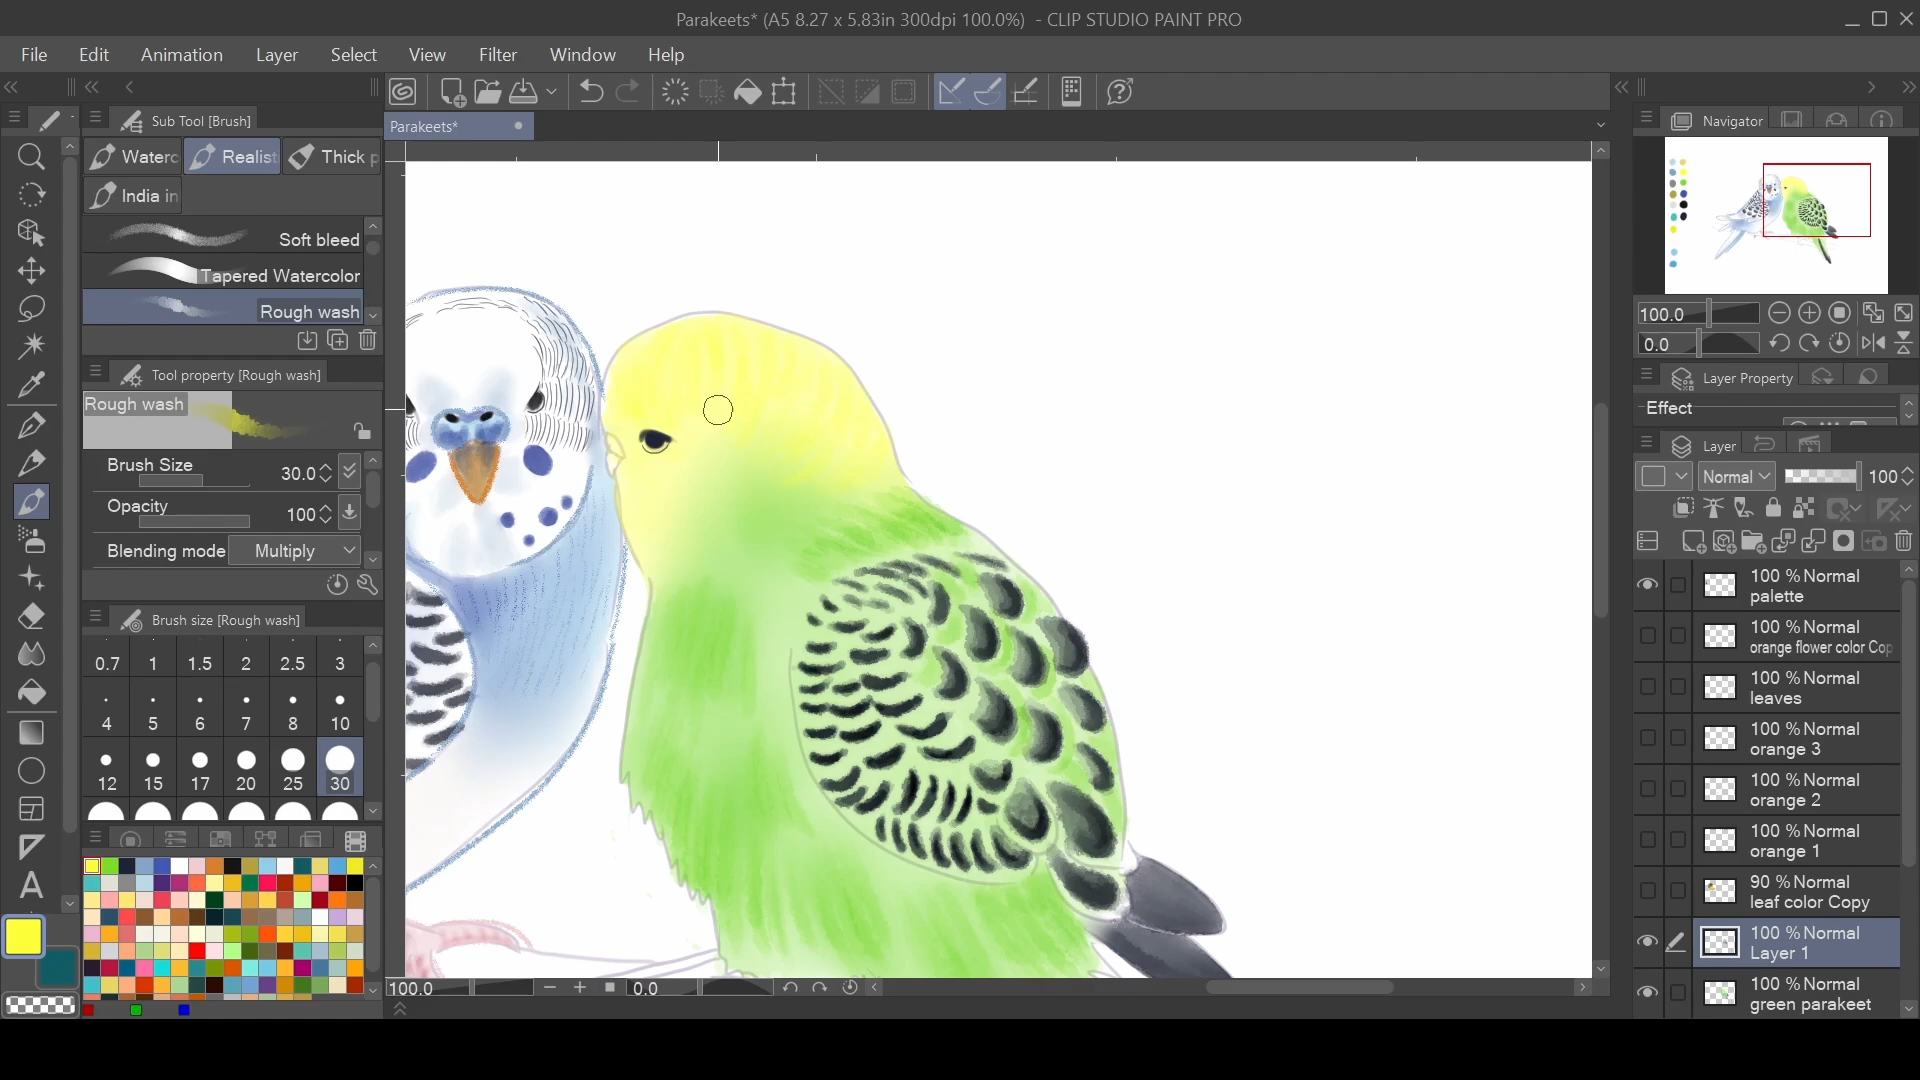 Parakeets* (A5 8.27 x 5.83in 300dpi 100.0%) - CLIP STUDIO PAINT PRO
File Edit Animation Layer Select View Filter Window Help
Sub Tool [Brush]
Waterc Realist Thick p
India in
Soft bleed
Tapered Watercolor
Rough wash
Tool property [Rough wash]
Rough wash
Brush Size 30.0
Opacity 100
Blending mode Multiply
Brush size [Rough wash]
0.7 1 1.5 2 2.5 3
4 5 6 7 8 10
12 15 17 20 25 30
A
Parakeets*
100.0 0.0
Navigator
100.0
0.0
Layer Property
Effect
Layer
Normal 100
100 % Normal
palette
100 % Normal
orange flower color Cop
100 % Normal
leaves
100 % Normal
orange 3
100 % Normal
orange 2
100 % Normal
orange 1
90 % Normal
leaf color Copy
100 % Normal
Layer 1
100 % Normal
green parakeet